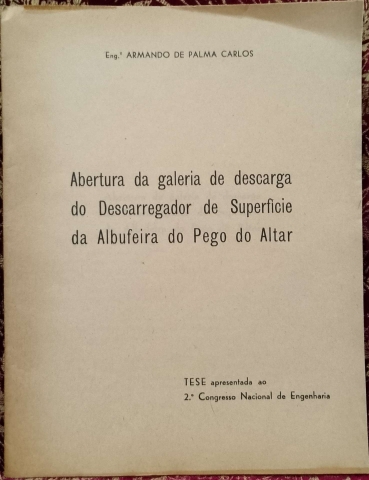 Eng.º ARMANDO DE PALMA CARLOS
Abertura da galeria de descarga
do Descarregador de Superfície
da Albufeira do Pego do Altar
TESE apresentada ao
2.º Congresso Nacional de Engenharia